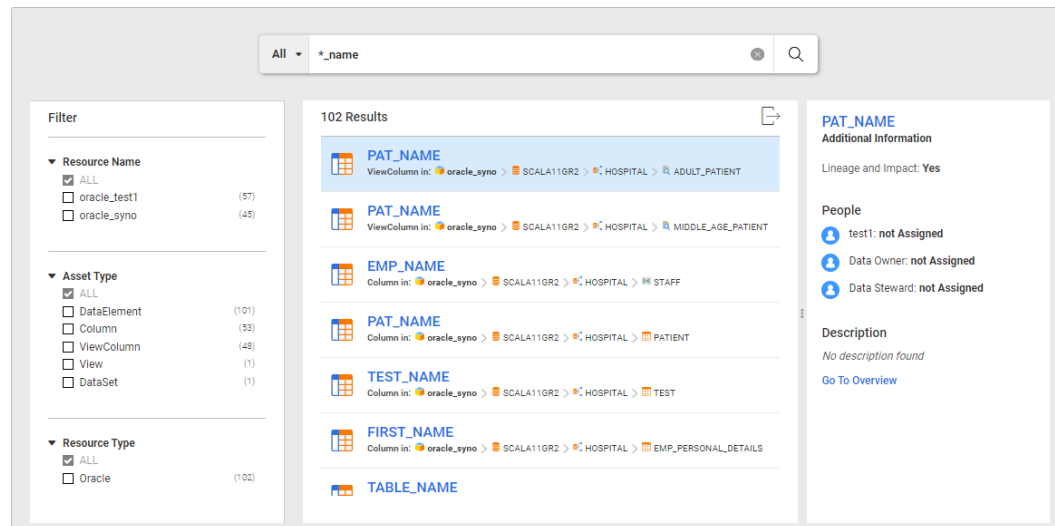 All
*_name
Filter
Resource Name
ALL
oracle_test1 (57)
oracle_syno (45)
Asset Type
ALL
DataElement (101)
Column (53)
ViewColumn (48)
View (1)
DataSet (1)
Resource Type
ALL
Oracle (102)
102 Results
PAT_NAME
ViewColumn in: oracle_syno > SCALA11GR2 > HOSPITAL > ADULT_PATIENT
PAT_NAME
ViewColumn in: oracle_syno > SCALA11GR2 > HOSPITAL > MIDDLE_AGE_PATIENT
EMP_NAME
Column in: oracle_syno > SCALA11GR2 > HOSPITAL > STAFF
PAT_NAME
Column in: oracle_syno > SCALA11GR2 > HOSPITAL > PATIENT
TEST_NAME
Column in: oracle_syno > SCALA11GR2 > HOSPITAL > TEST
FIRST_NAME
Column in: oracle_syno > SCALA11GR2 > HOSPITAL > EMP_PERSONAL_DETAILS
TABLE_NAME
PAT_NAME
Additional Information
Lineage and Impact: Yes
People
test1: not Assigned
Data Owner: not Assigned
Data Steward: not Assigned
Description
No description found
Go To Overview